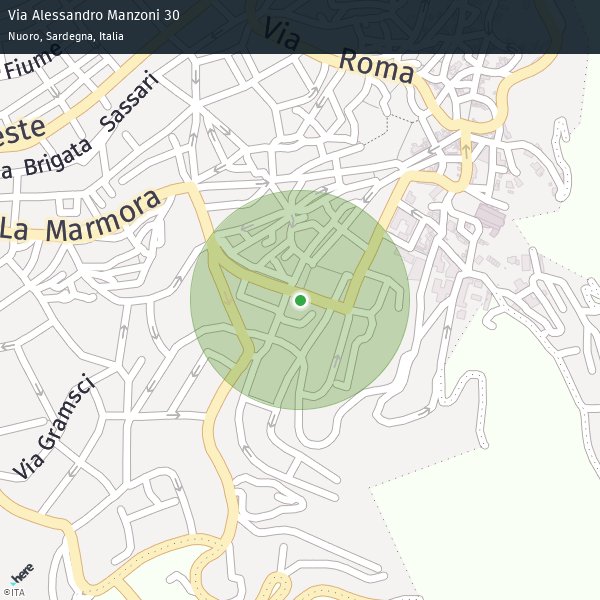 Via Alessandro Manzoni 30
Nuoro, Sardegna, Italia
Via Roma
Fiume
este
a Brigata Sassari
La Marmora
Via Gramsci
here
©ITA